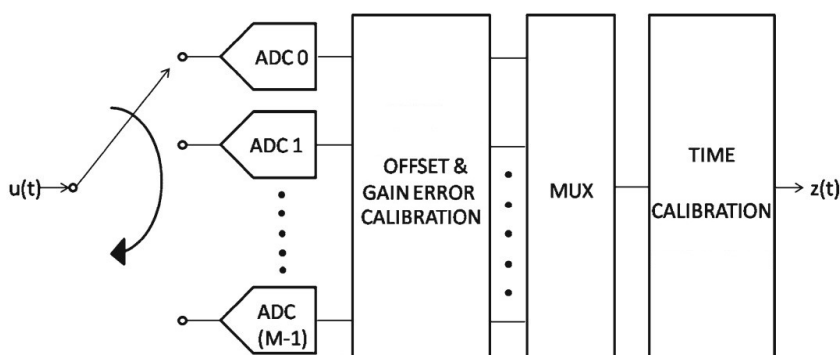 ADC 0
ADC 1
u(t)
ADC
(M-1)
OFFSET &
GAIN ERROR
CALIBRATION
MUX
TIME
CALIBRATION
z(t)